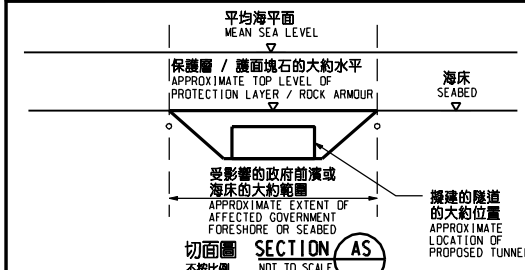 平均海平面
MEAN SEA LEVEL
保護層 / 護面塊石的大約水平
APPROXIMATE TOP LEVEL OF
PROTECTION LAYER / ROCK ARMOUR
海床
SEABED
受影響的政府前濱或
海床的大約範圍
APPROXIMATE EXTENT OF
AFFECTED GOVERNMENT
FORESHORE OR SEABED
擬建的隧道
的大約位置
APPROXIMATE
LOCATION OF
PROPOSED TUNNEL
切面圖 SECTION AS
不按比例 NOT TO SCALE